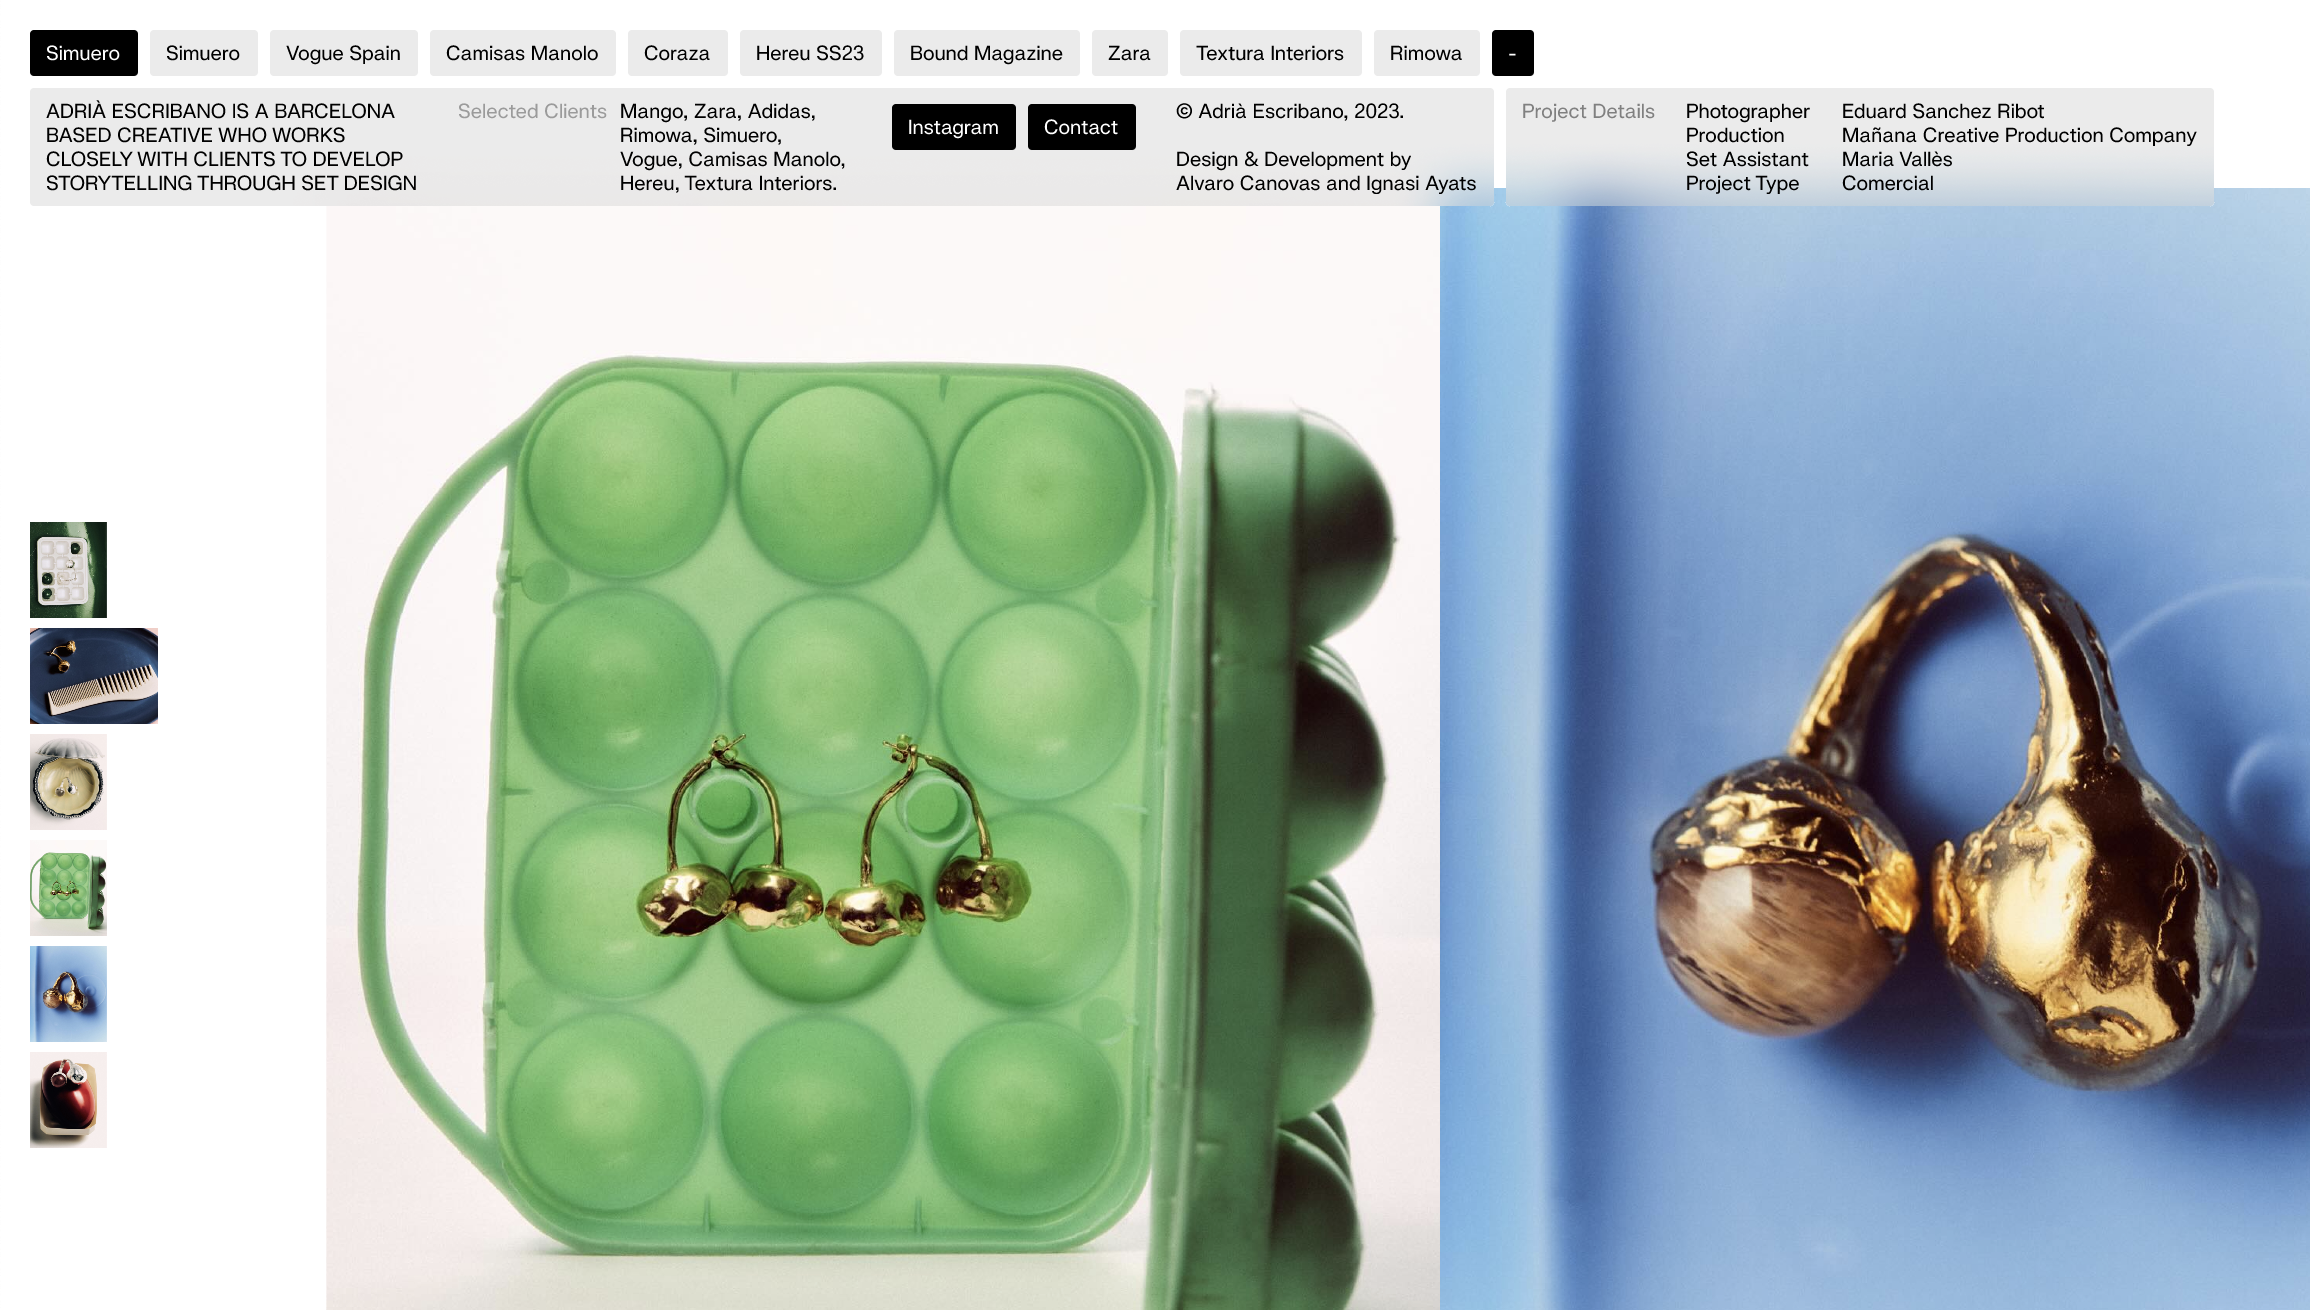 Simuero
Simuero
Vogue Spain
Camisas Manolo
Coraza
Hereu SS23
Bound Magazine
Zara
Textura Interiors
Rimowa
-
ADRIÀ ESCRIBANO IS A BARCELONA
BASED CREATIVE WHO WORKS
CLOSELY WITH CLIENTS TO DEVELOP
STORYTELLING THROUGH SET DESIGN
Selected Clients
Mango, Zara, Adidas,
Rimowa, Simuero,
Vogue, Camisas Manolo,
Hereu, Textura Interiors.
Instagram
Contact
© Adrià Escribano, 2023.
Design & Development by
Alvaro Canovas and Ignasi Ayats
Project Details
Photographer
Eduard Sanchez Ribot
Production
Mañana Creative Production Company
Set Assistant
Maria Vallès
Project Type
Comercial